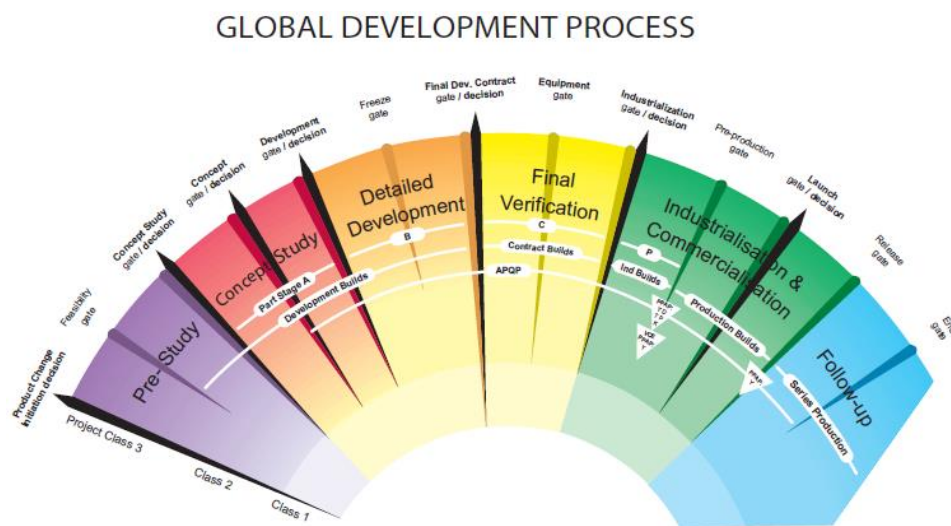 GLOBAL DEVELOPMENT PROCESS
Product Change
Initiation decision
Feasibility
gate
Concept Study
gate / decision
Concept
gate / decision
Development
gate / decision
Freeze
gate
Final Dev. Contract
gate / decision
Equipment
gate
Industrialization
gate / decision
Pre-production
gate
Launch
gate / decision
Release
gate
gate
Pre-Study
Concept Study
Detailed
Development
Final
Verification
Industrialisation &
Commercialisation
Follow-up
Part Stage A
B
C
P
Development Builds
Contract Builds
Ind Builds
Production Builds
Series Production
APQP
Project Class 3
Class 2
Class 1